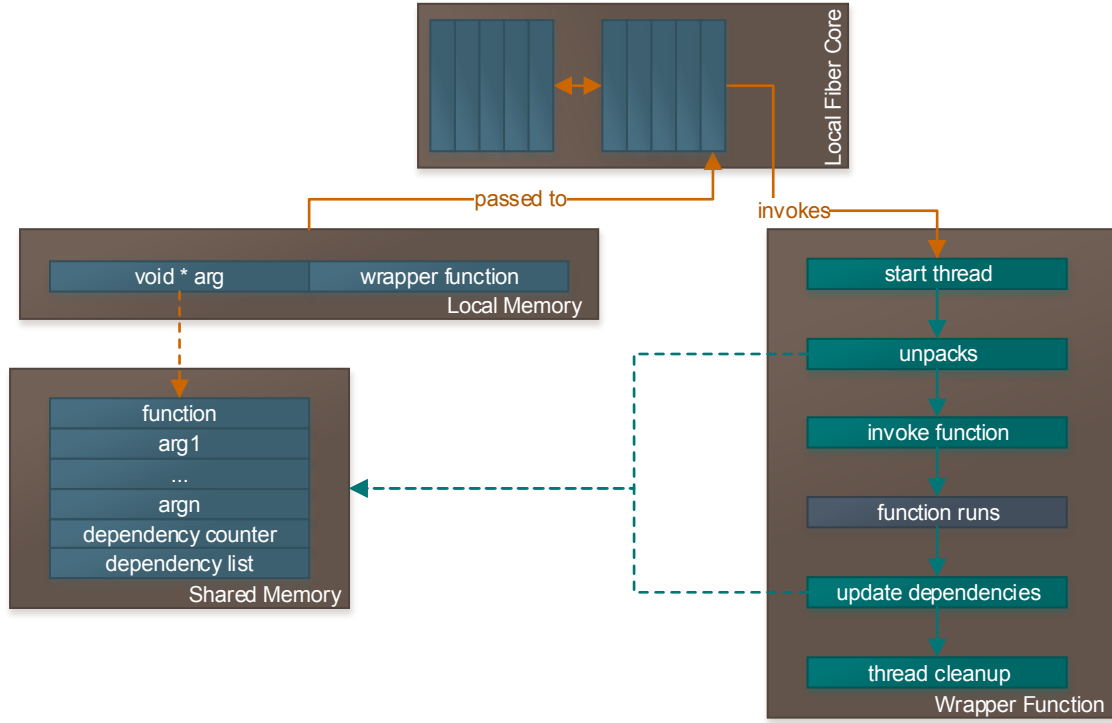 Local Fiber Core
passed to
invokes
void * arg
wrapper function
Local Memory
function
arg1
...
argn
dependency counter
dependency list
Shared Memory
start thread
unpacks
invoke function
function runs
update dependencies
thread cleanup
Wrapper Function